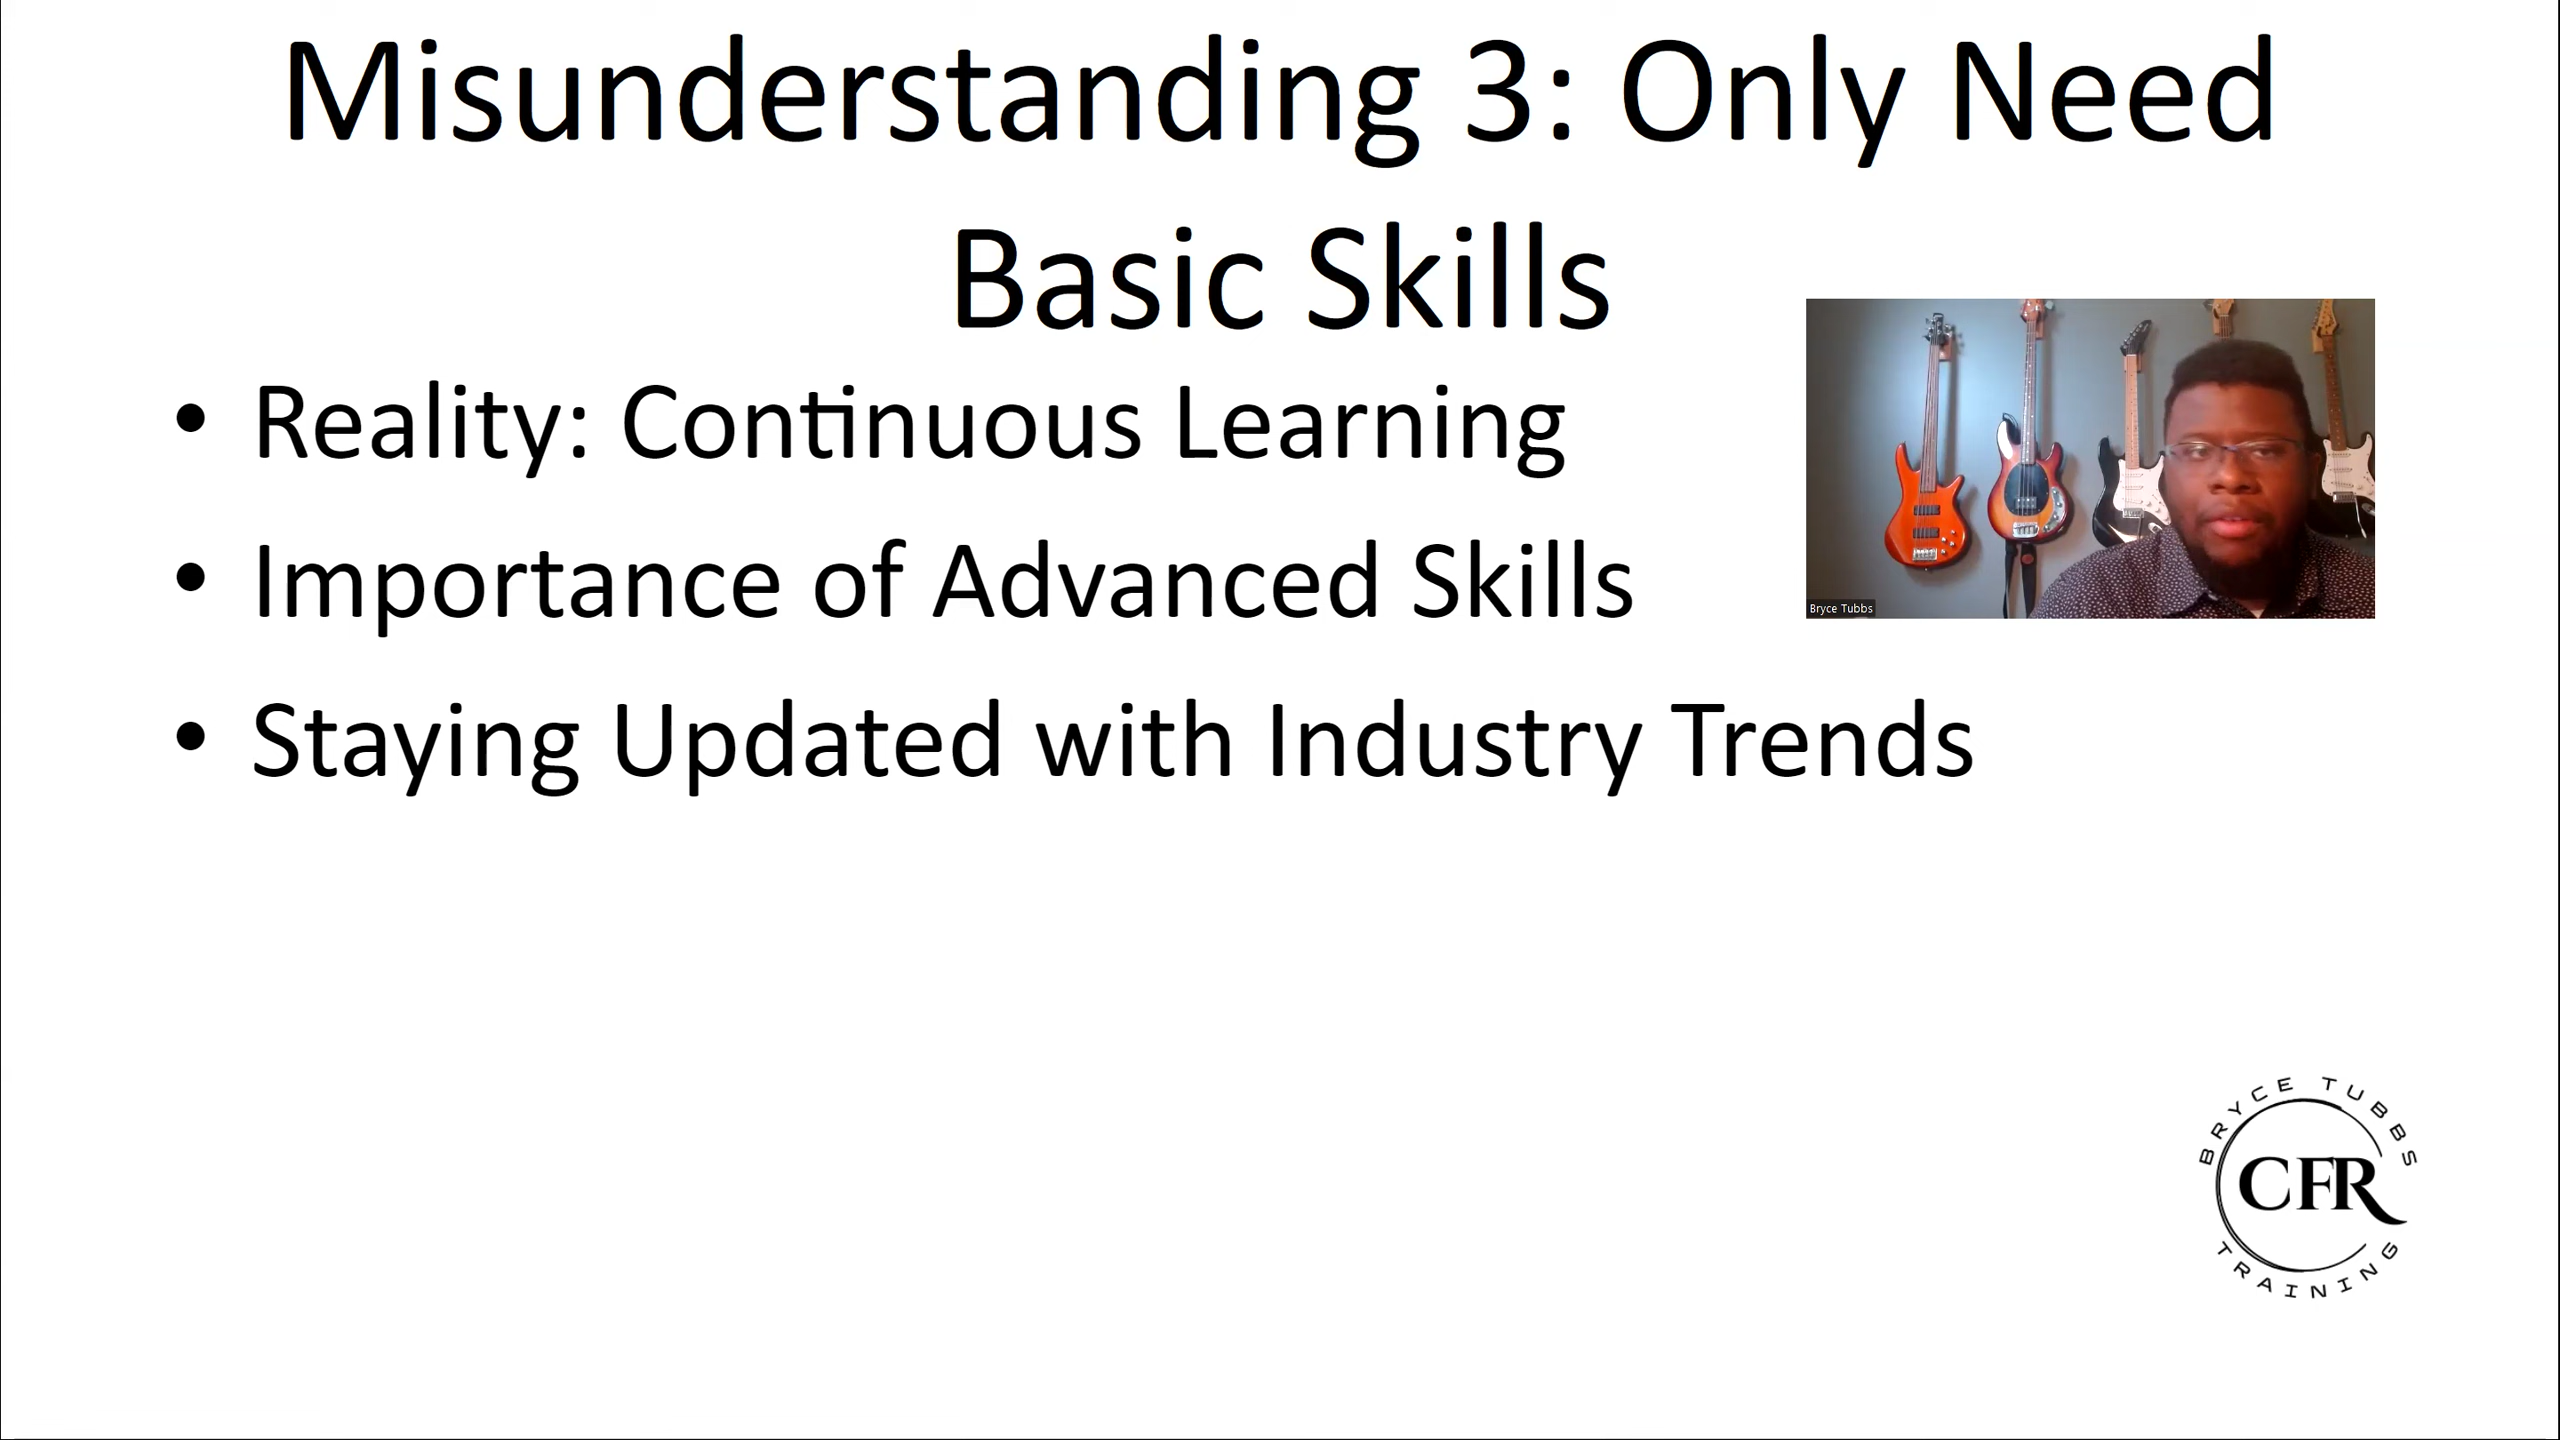 Misunderstanding 3: Only Need
Basic Skills
• Reality: Continuous Learning
• Importance of Advanced Skills
• Staying Updated with Industry Trends
Bryce Tubbs
BRYCE TUBBS
CFR
TRAINING